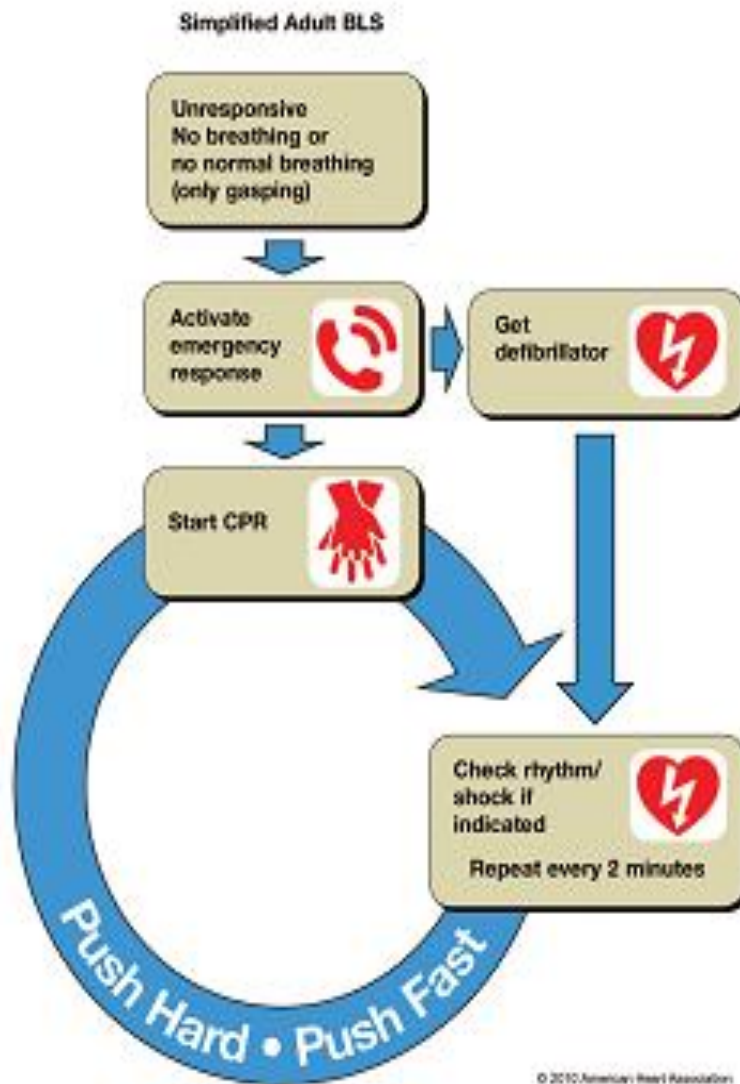 Simplified Adult BLS
Unresponsive
No breathing or
no normal breathing
(only gasping)
Activate
emergency
response
Get
defibrillator
Start CPR
Check rhythm/
shock if
indicated
Repeat every 2 minutes
Push Hard • Push Fast
© 2010 American Heart Association